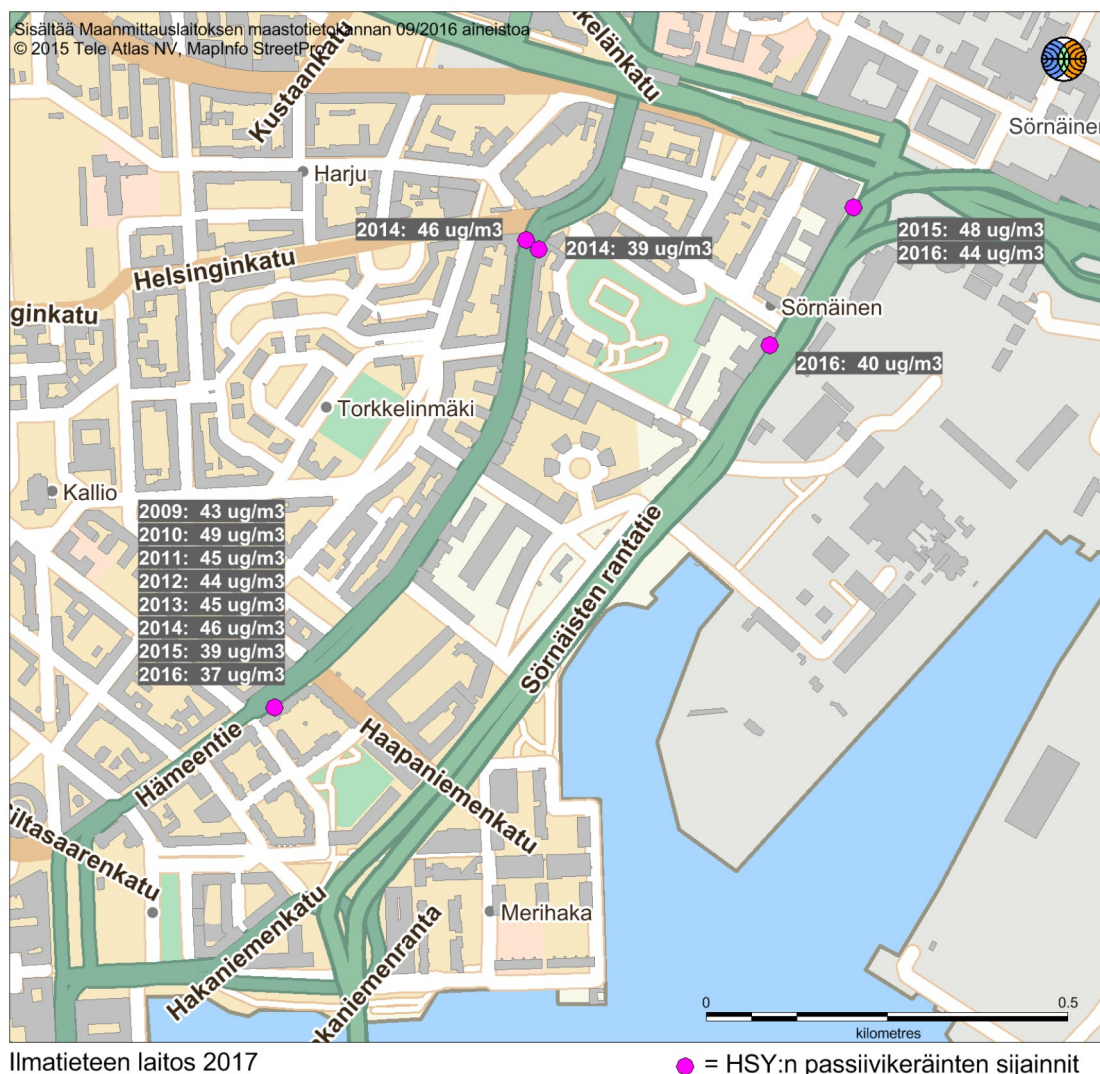 Sisältää Maanmittauslaitoksen maastotietokannan 09/2016 aineistoa
© 2015 Tele Atlas NV, MapInfo StreetPro
Kustaankatu
kelänkatu
Sörnäinen
Harju
2014: 46 ug/m3
2014: 39 ug/m3
2015: 48 ug/m3
2016: 44 ug/m3
Helsinginkatu
ginkatu
Sörnäinen
2016: 40 ug/m3
Torkkelinmäki
Kallio
2009: 43 ug/m3
2010: 49 ug/m3
2011: 45 ug/m3
2012: 44 ug/m3
2013: 45 ug/m3
2014: 46 ug/m3
2015: 39 ug/m3
2016: 37 ug/m3
Sörnäisten rantatie
Hämeentie
Haapaniemenkatu
iltasaarenkatu
Merihaka
Hakaniemenkatu
kaniemenranta
0 0.5
kilometres
Ilmatieteen laitos 2017
= HSY:n passiivikeräinten sijainnit